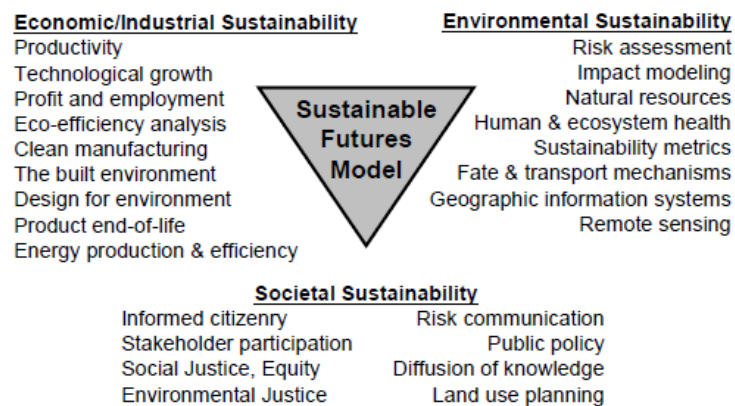 Economic/Industrial Sustainability
Productivity
Technological growth
Profit and employment
Eco-efficiency analysis
Clean manufacturing
The built environment
Design for environment
Product end-of-life
Energy production & efficiency
Sustainable
Futures
Model
Environmental Sustainability
Risk assessment
Impact modeling
Natural resources
Human & ecosystem health
Sustainability metrics
Fate & transport mechanisms
Geographic information systems
Remote sensing
Societal Sustainability
Informed citizenry
Stakeholder participation
Social Justice, Equity
Environmental Justice
Risk communication
Public policy
Diffusion of knowledge
Land use planning